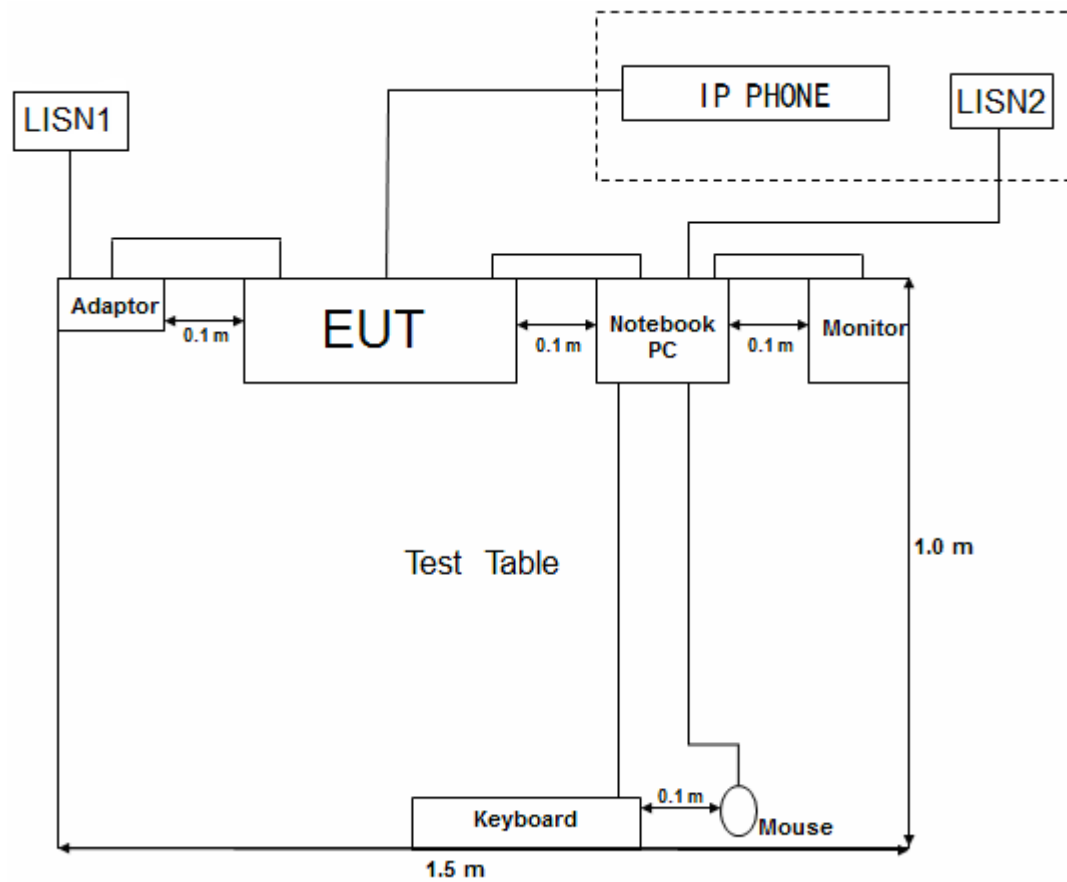 IP PHONE
LISN1
LISN2
Adaptor
EUT
Notebook
PC
Monitor
0.1 m
0.1 m
0.1 m
Test Table
1.0 m
0.1 m
Keyboard
Mouse
1.5 m